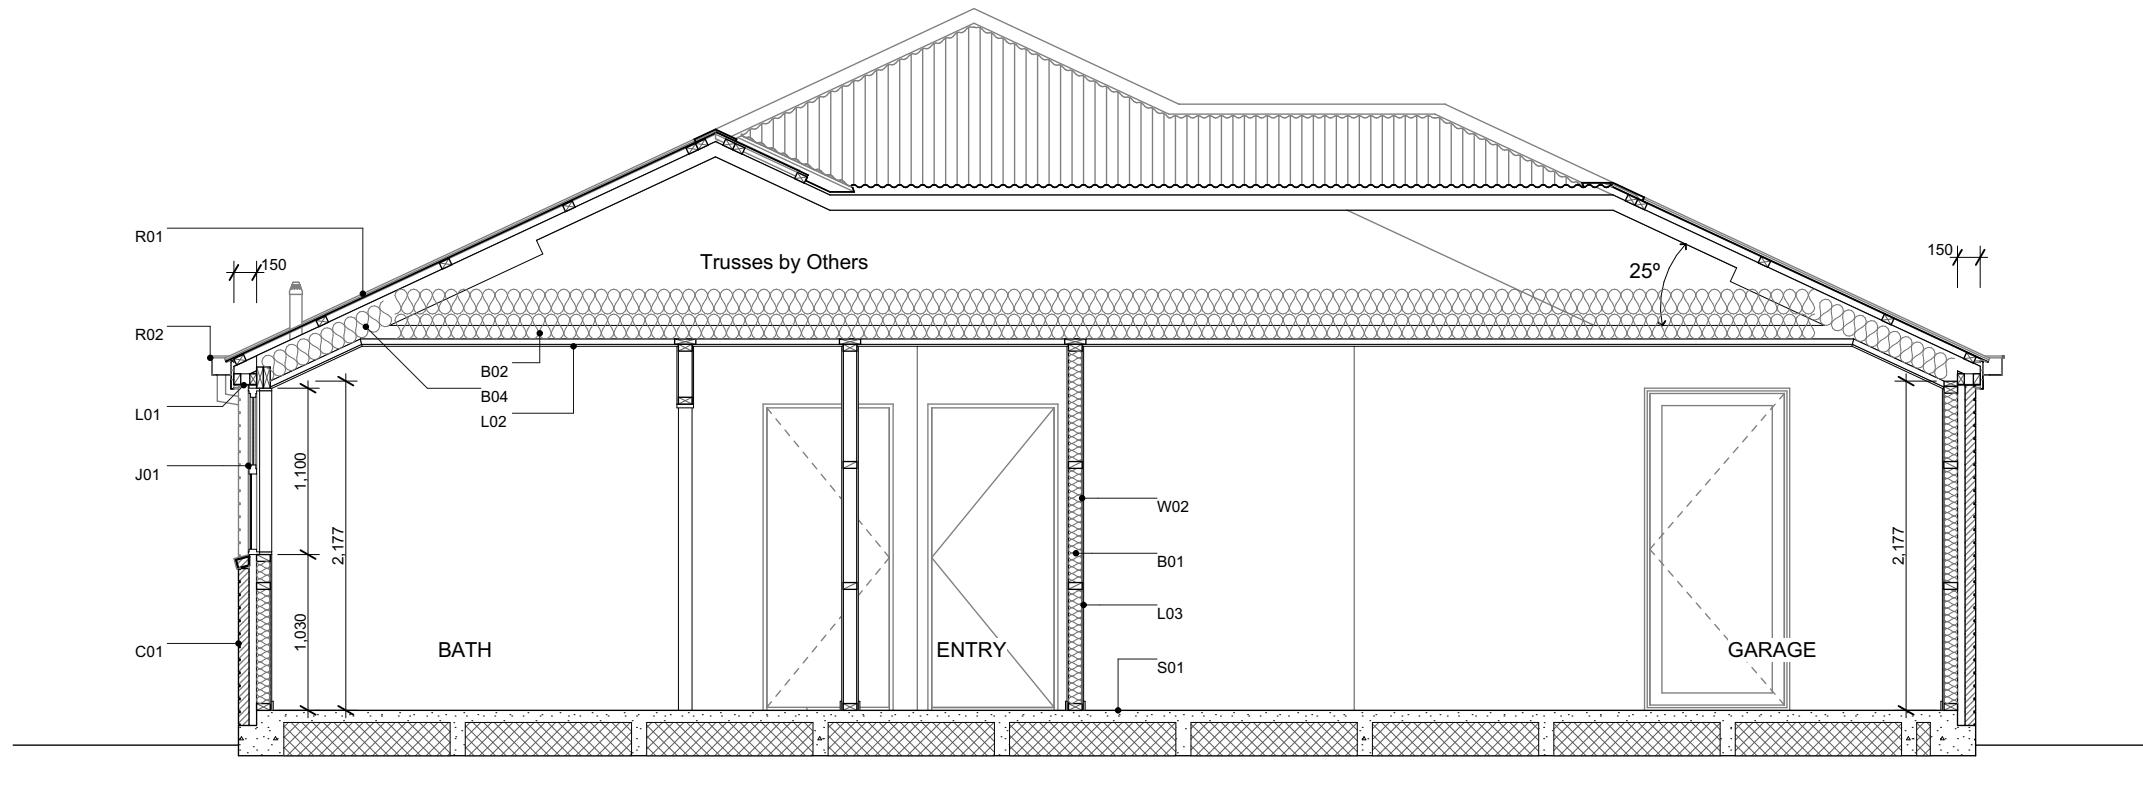 R01
150
Trusses by Others
25º
150
R02
B02
B04
L02
L01
J01
1,100
2,177
W02
2,177
B01
L03
1,030
C01
BATH
ENTRY
GARAGE
S01